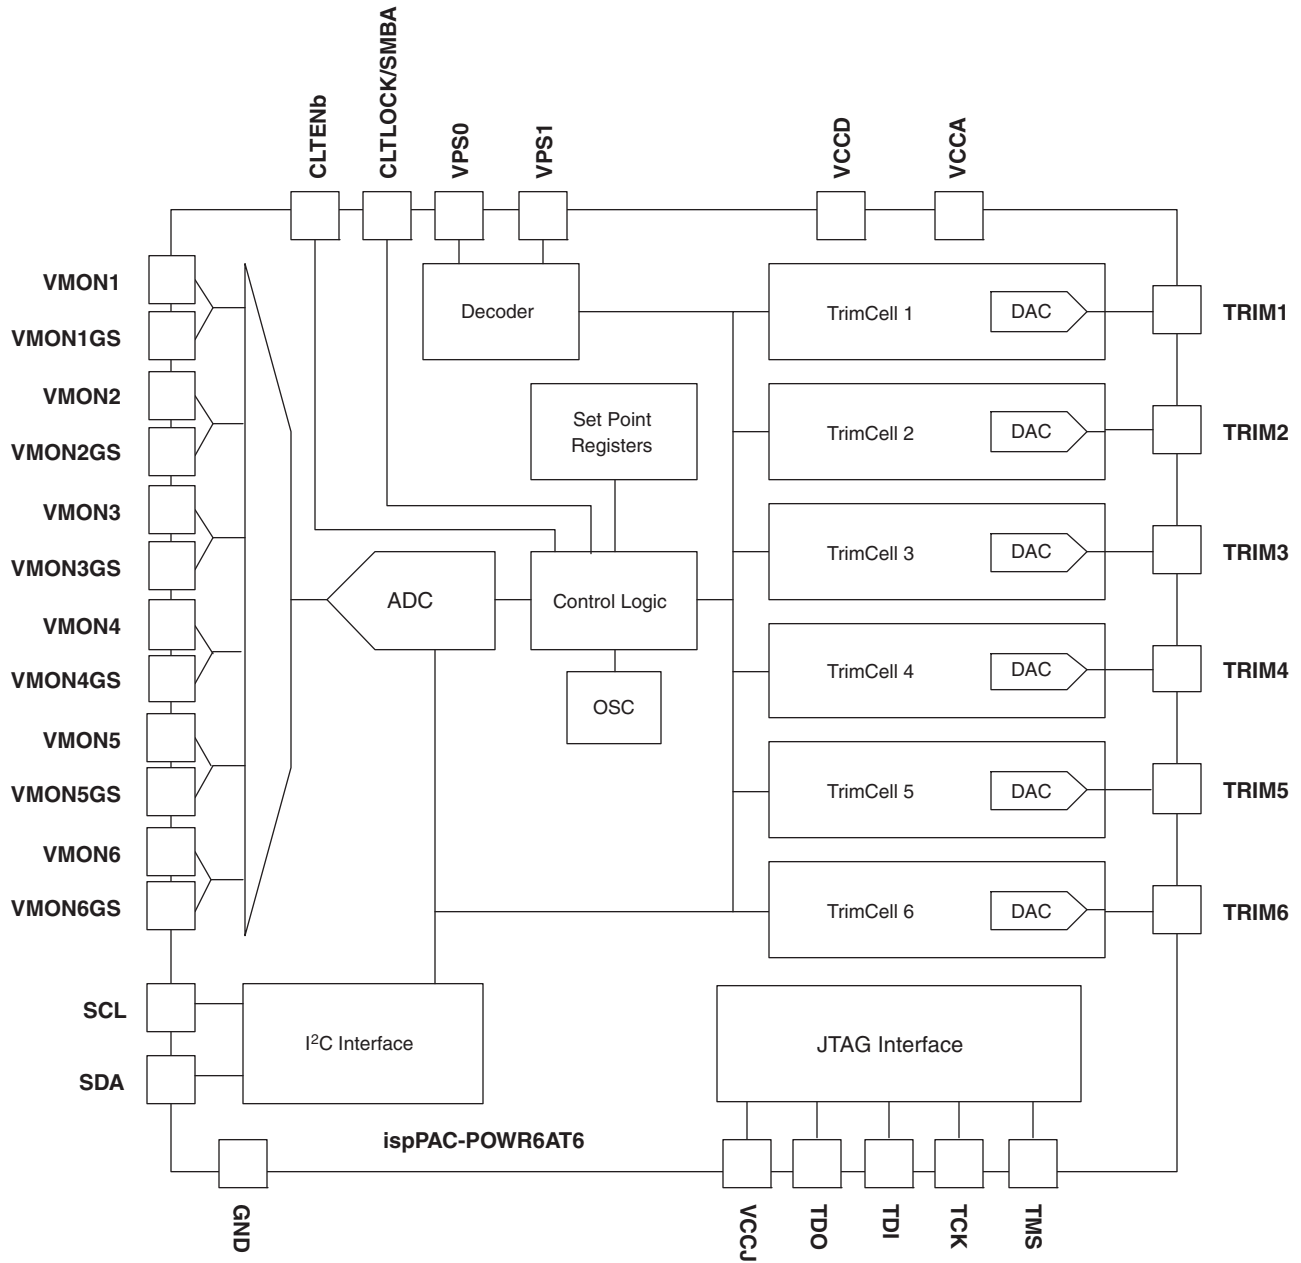 CLTENb
CLTLOCK/SMBA
VPS0
VPS1
VCCD
VCCA
VMON1
VMON1GS
VMON2
VMON2GS
VMON3
VMON3GS
VMON4
VMON4GS
VMON5
VMON5GS
VMON6
VMON6GS
SCL
SDA
Decoder
Set Point
Registers
ADC
Control Logic
OSC
I²C Interface
TrimCell 1
DAC
TRIM1
TrimCell 2
DAC
TRIM2
TrimCell 3
DAC
TRIM3
TrimCell 4
DAC
TRIM4
TrimCell 5
DAC
TRIM5
TrimCell 6
DAC
TRIM6
JTAG Interface
ispPAC-POWR6AT6
GND
VCCJ
TDO
TDI
TCK
TMS